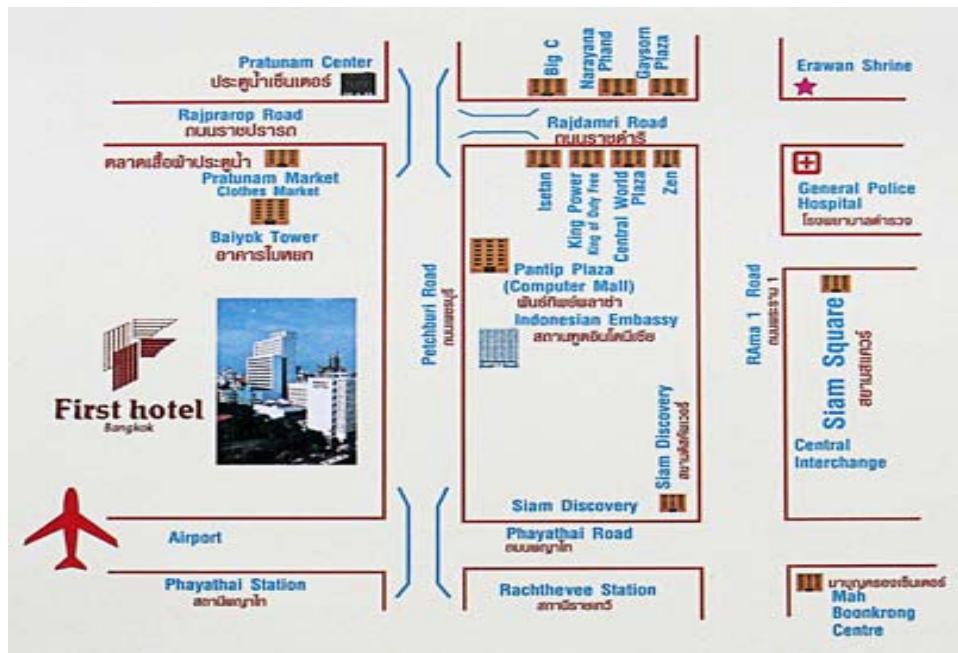 Pratunam Center
ประตูน้ำเซ็นเตอร์
Rajprarop Road
ถนนราชปรารถ
ตลาดเสื้อผ้าประตูน้ำ
Pratunam Market
Clothes Market
Baiyok Tower
อาคารใบหยก
First hotel
Bangkok
Airport
Phayathai Station
สถานีพญาไท
Petchburi Road
ถนนเพชรบุรี
Big C
Narayana
Phand
Gaysorn
Plaza
Rajdamri Road
ถนนราชดำริ
Isetan
King Power
King of Duty Free
Central World
Plaza
Zen
Pantip Plaza
(Computer Mall)
พันธ์ทิพย์พลาซ่า
Indonesian Embassy
สถานทูตอินโดนีเซีย
Siam Discovery
สยามดิสคัฟเวอรี่
Siam Discovery
Phayathai Road
ถนนพญาไท
Rachthevee Station
สถานีราชเทวี
RAma 1 Road
ถนนพระราม 1
Erawan Shrine
General Police
Hospital
โรงพยาบาลตำรวจ
Siam Square
สยามสแควร์
Central
Interchange
มาบุญครองเซ็นเตอร์
Mah
Boonkrong
Centre